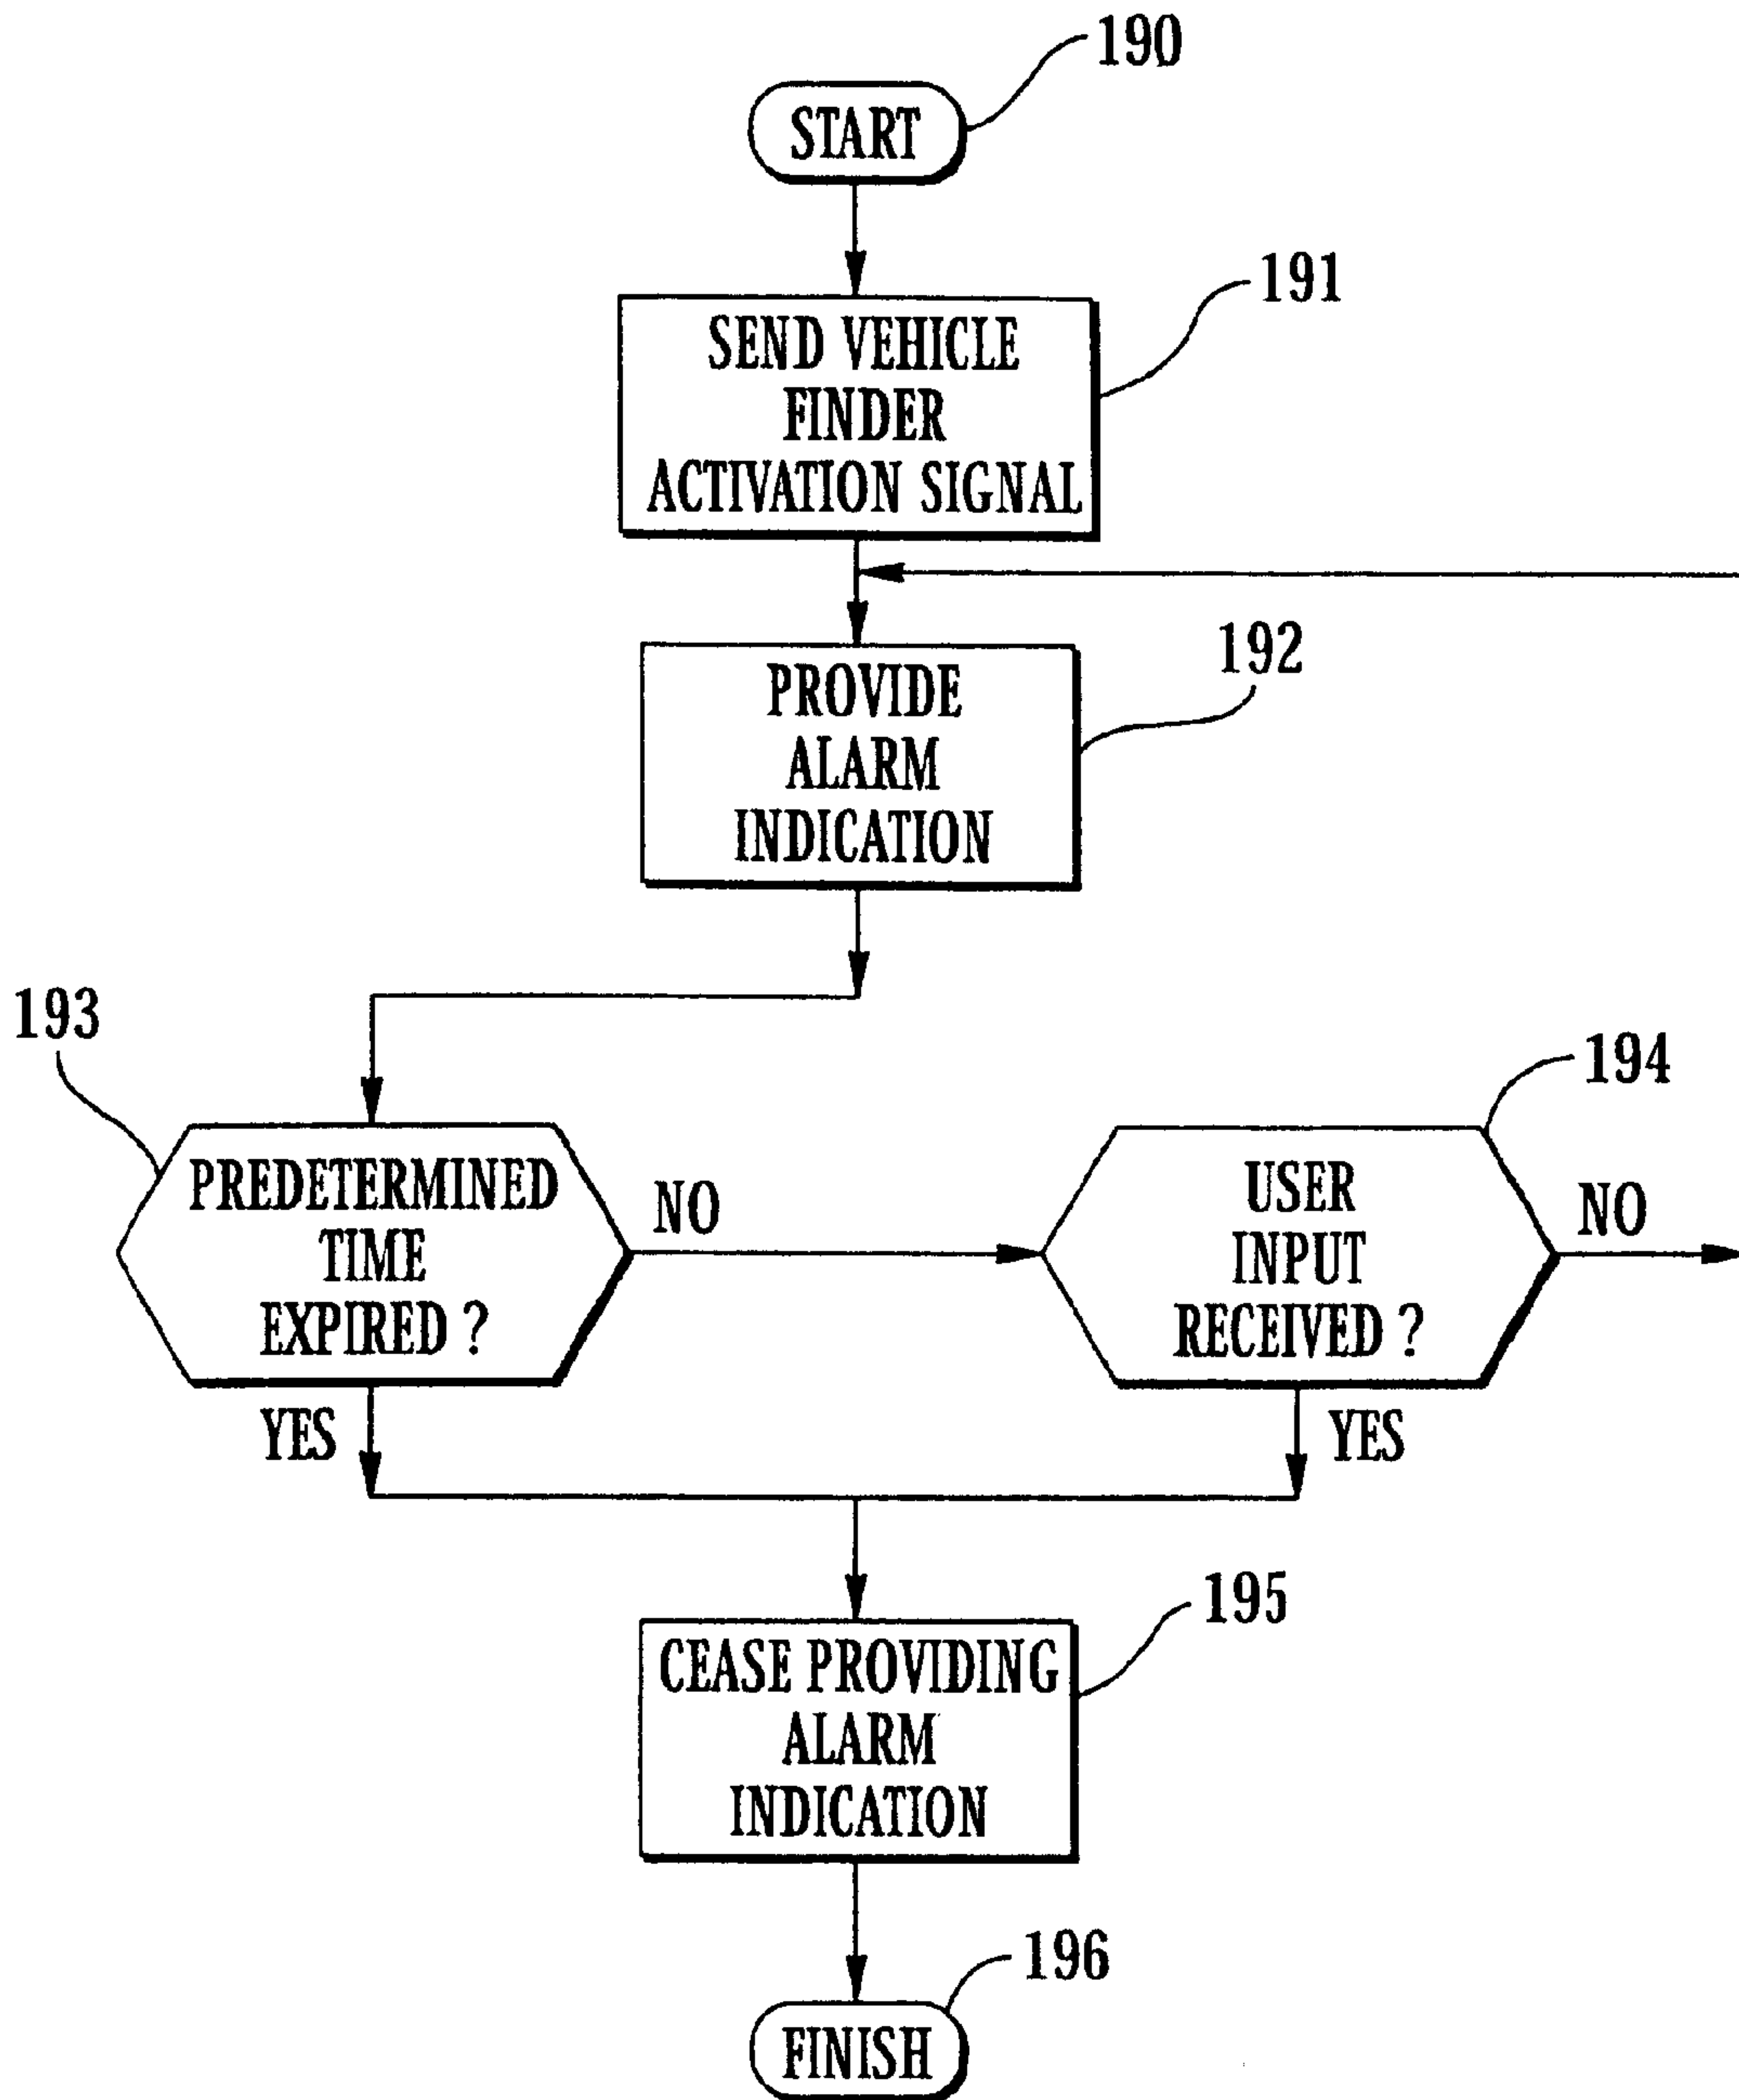 190
START
191
SEND VEHICLE
FINDER
ACTIVATION SIGNAL
192
PROVIDE
ALARM
INDICATION
193
PREDETERMINED
TIME
EXPIRED ?
NO
194
USER
INPUT
RECEIVED ?
NO
YES
YES
195
CEASE PROVIDING
ALARM
INDICATION
196
FINISH